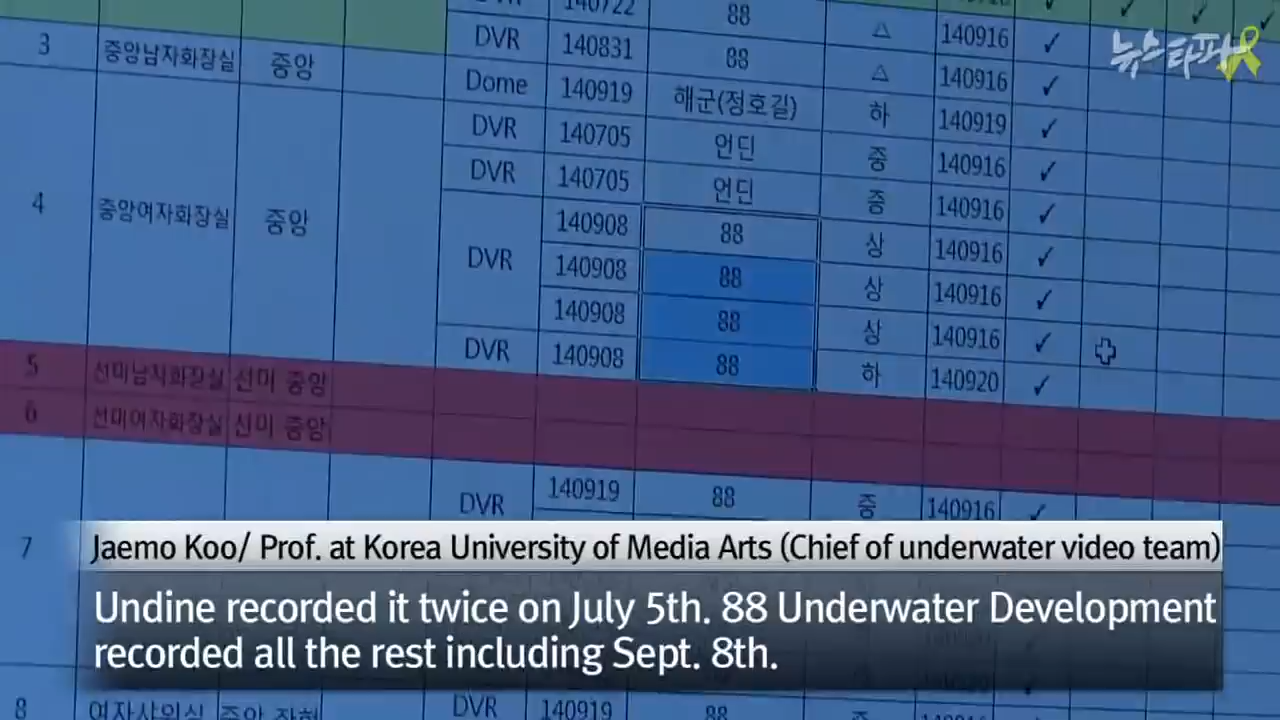 140722 88
뉴스타파
DVR 140831 88 △ 140916 ✓
3 중앙남자화장실 중앙
Dome 140919 해군(정호길) △ 140916 ✓
DVR 140705 언딘 하 140919 ✓
DVR 140705 언딘 중 140916 ✓
4 중앙여자화장실 중앙
140908 88 중 140916 ✓
DVR 140908 88 상 140916 ✓
140908 88 상 140916 ✓
DVR 140908 88 상 140916 ✓
하 140920 ✓
5 선미남자화장실 선미 중앙
6 선미여자화장실 선미 중앙
DVR 140919 88 중 140916 ✓
7
Jaemo Koo/ Prof. at Korea University of Media Arts (Chief of underwater video team)
Undine recorded it twice on July 5th. 88 Underwater Development
recorded all the rest including Sept. 8th.
8 여자샤워실 중앙
DVR 140919 88